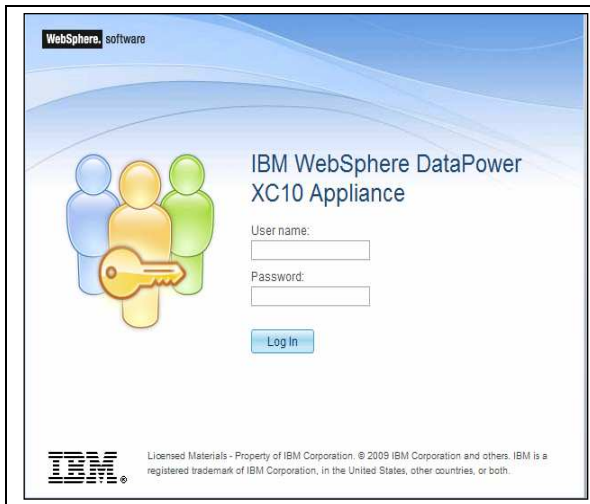 WebSphere. software
IBM WebSphere DataPower
XC10 Appliance
User name:
Password:
Log In
IBM®
Licensed Materials - Property of IBM Corporation. © 2009 IBM Corporation and others. IBM is a
registered trademark of IBM Corporation, in the United States, other countries, or both.